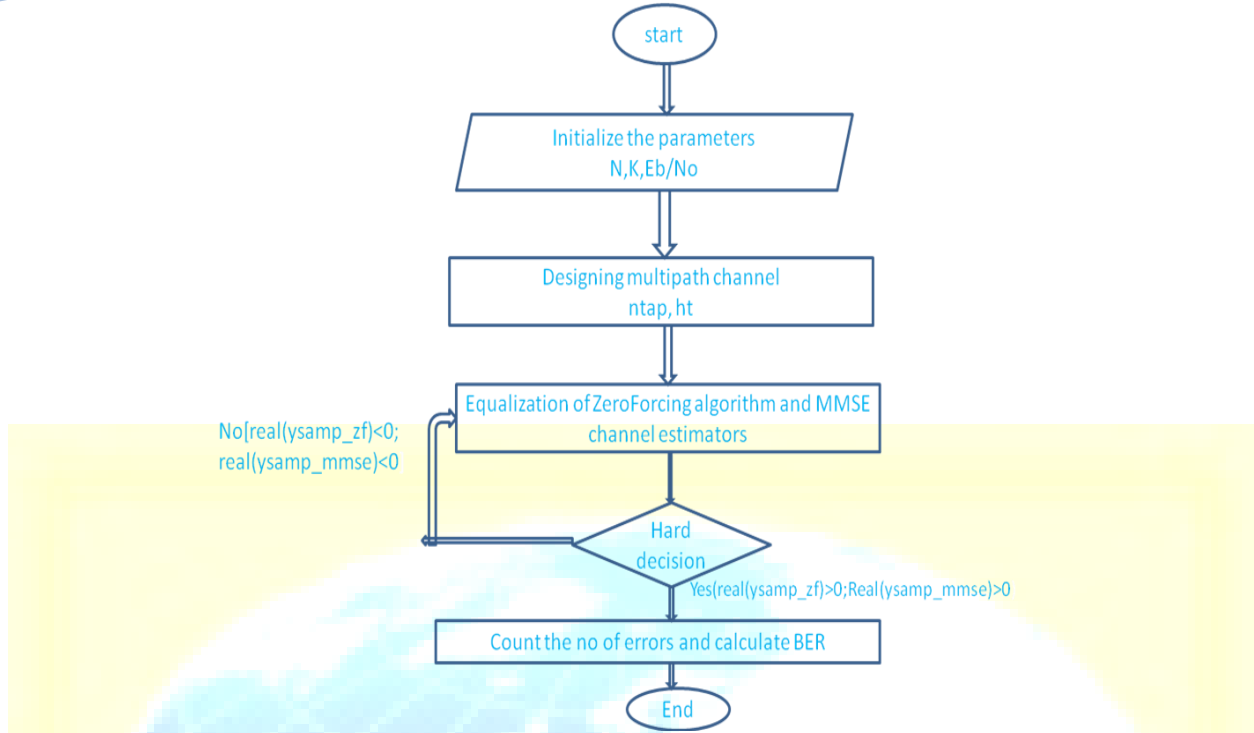 start
Initialize the parameters
N,K,Eb/No
Designing multipath channel
ntap, ht
Equalization of ZeroForcing algorithm and MMSE
channel estimators
No[real(ysamp_zf)<0;
real(ysamp_mmse)<0
Hard
decision
Yes(real(ysamp_zf)>0;Real(ysamp_mmse)>0
Count the no of errors and calculate BER
End